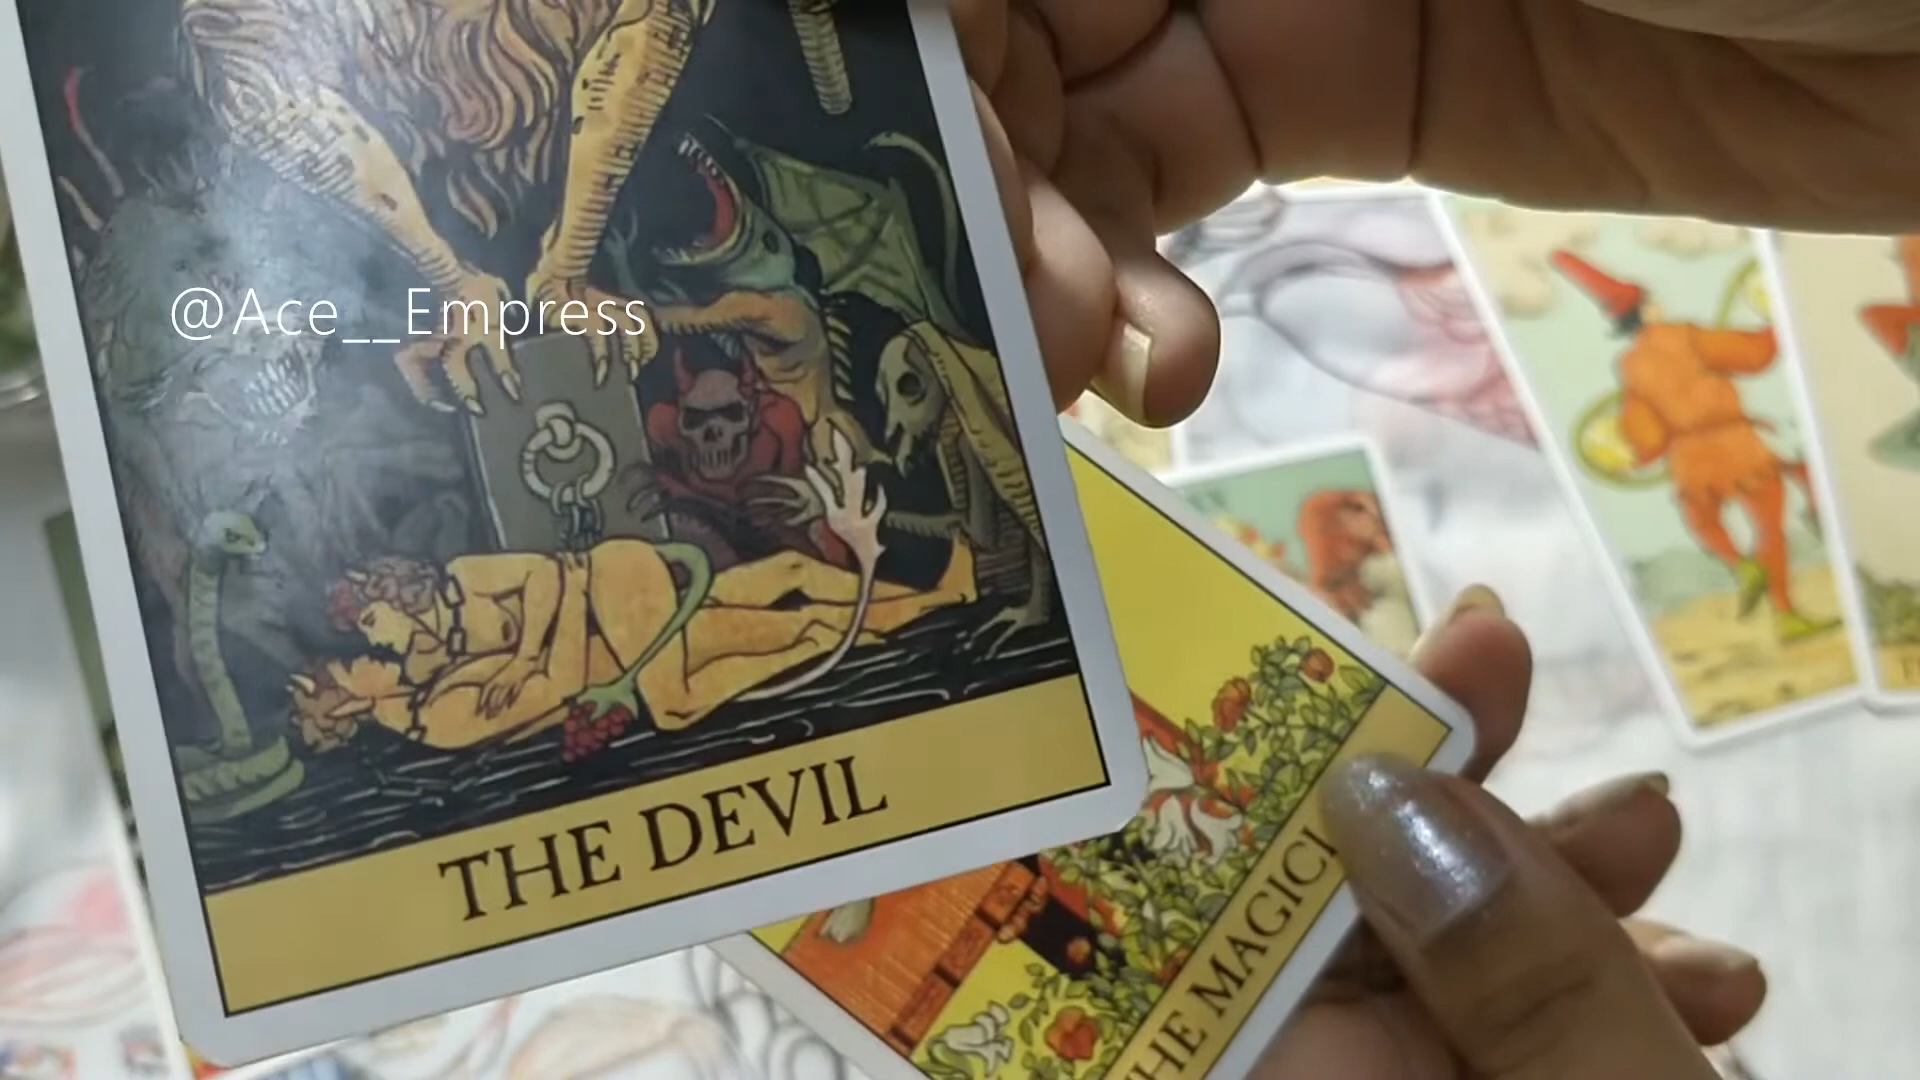 @Ace__Empress
THE DEVIL
THE MAGICI